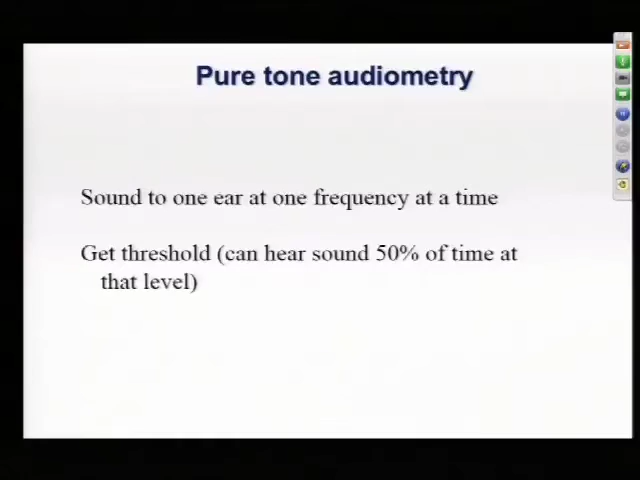 Pure tone audiometry
Sound to one ear at one frequency at a time
Get threshold (can hear sound 50% of time at
that level)